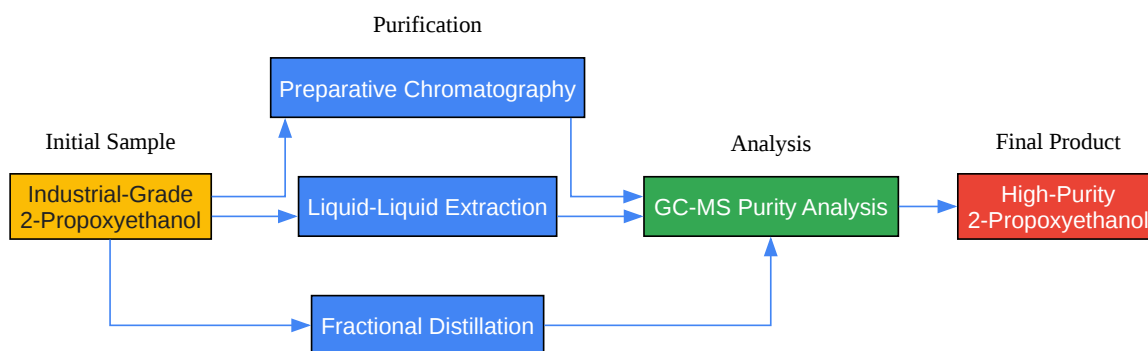 Purification
Preparative Chromatography
Initial Sample
Analysis
Final Product
Industrial-Grade
2-Propoxyethanol
Liquid-Liquid Extraction
GC-MS Purity Analysis
High-Purity
2-Propoxyethanol
Fractional Distillation